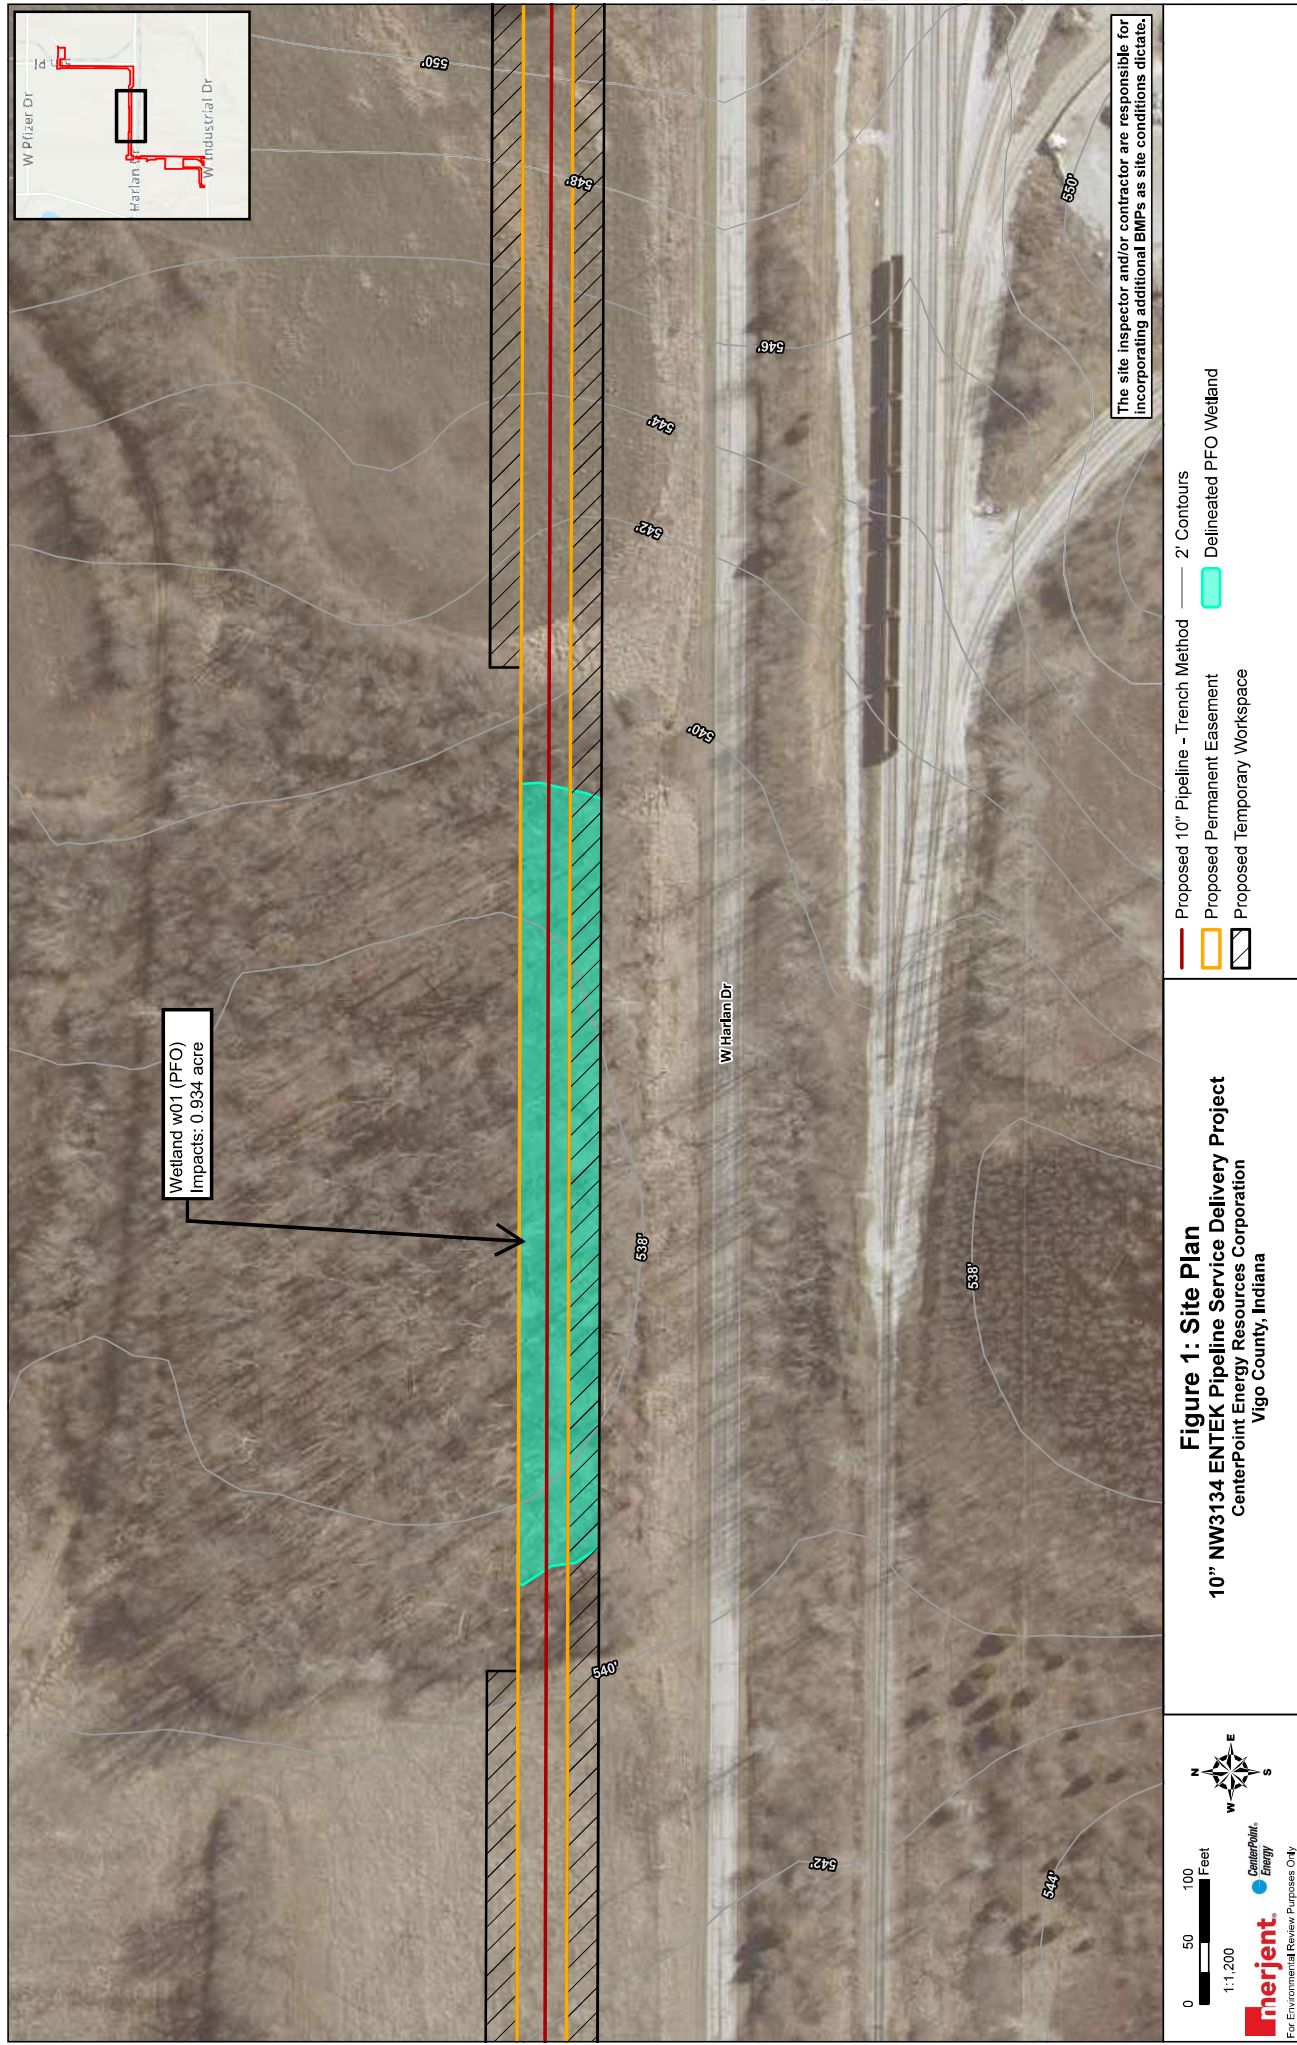 W Pfizer Dr
Harlan Dr
W Industrial Dr
550'
548'
546'
544'
542'
540'
538'
550'
Wetland w01 (PFO)
Impacts: 0.934 acre
W Harlan Dr
538'
540'
542'
544'
The site inspector and/or contractor are responsible for
incorporating additional BMPs as site conditions dictate.
0 50 100
Feet
1:1,200
N
W E
S
merjent.
CenterPoint.
Energy
For Environmental Review Purposes Only
Figure 1: Site Plan
10" NW3134 ENTEK Pipeline Service Delivery Project
CenterPoint Energy Resources Corporation
Vigo County, Indiana
Proposed 10" Pipeline - Trench Method
Proposed Permanent Easement
Proposed Temporary Workspace
2' Contours
Delineated PFO Wetland